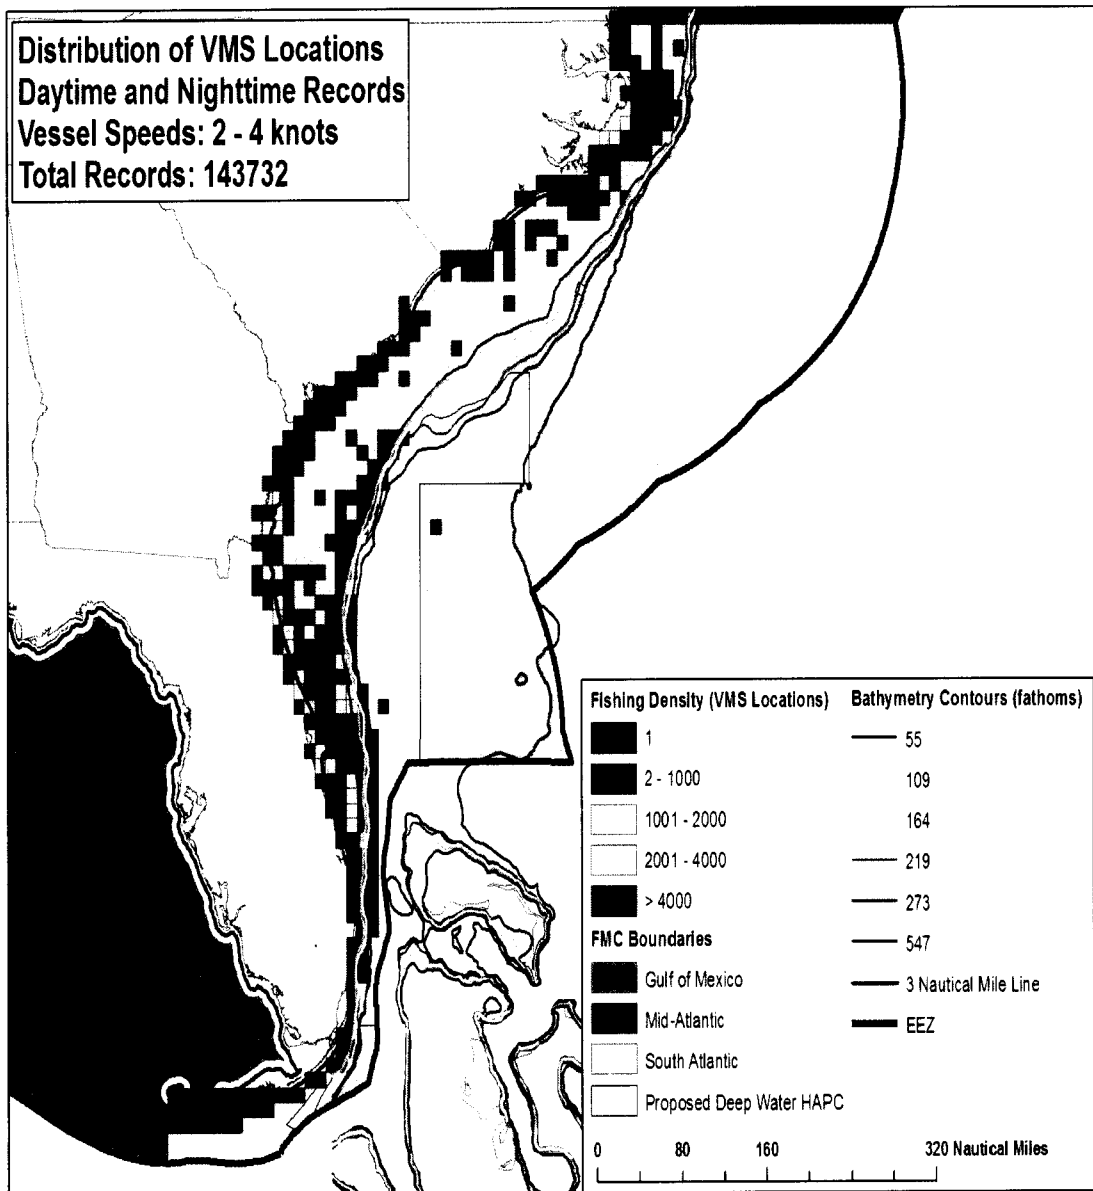 Distribution of VMS Locations
Daytime and Nighttime Records
Vessel Speeds: 2 - 4 knots
Total Records: 143732
Fishing Density (VMS Locations)
1
2 - 1000
1001 - 2000
2001 - 4000
> 4000
FMC Boundaries
Gulf of Mexico
Mid-Atlantic
South Atlantic
Proposed Deep Water HAPC
Bathymetry Contours (fathoms)
55
109
164
219
273
547
3 Nautical Mile Line
EEZ
0 80 160 320 Nautical Miles